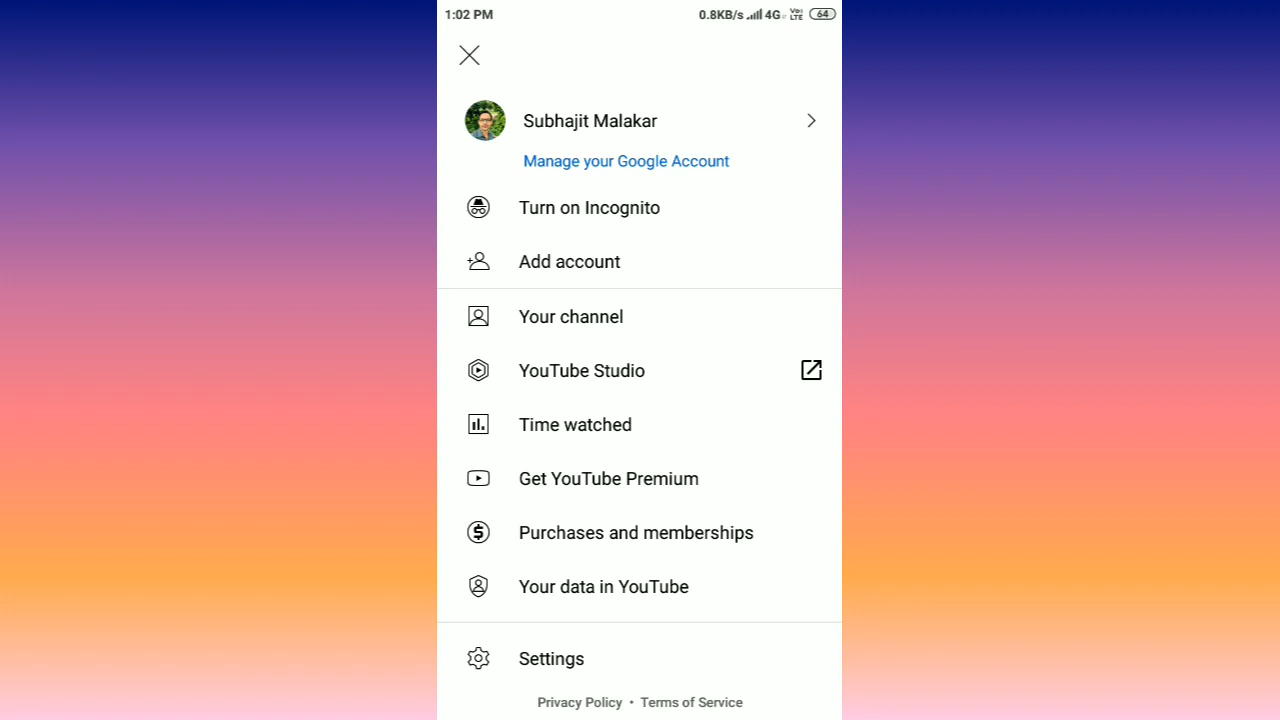 1:02 PM 0.8KB/s 4G Vo LTE 64
Subhajit Malakar
Manage your Google Account
Turn on Incognito
Add account
Your channel
YouTube Studio
Time watched
Get YouTube Premium
Purchases and memberships
Your data in YouTube
Settings
Privacy Policy • Terms of Service